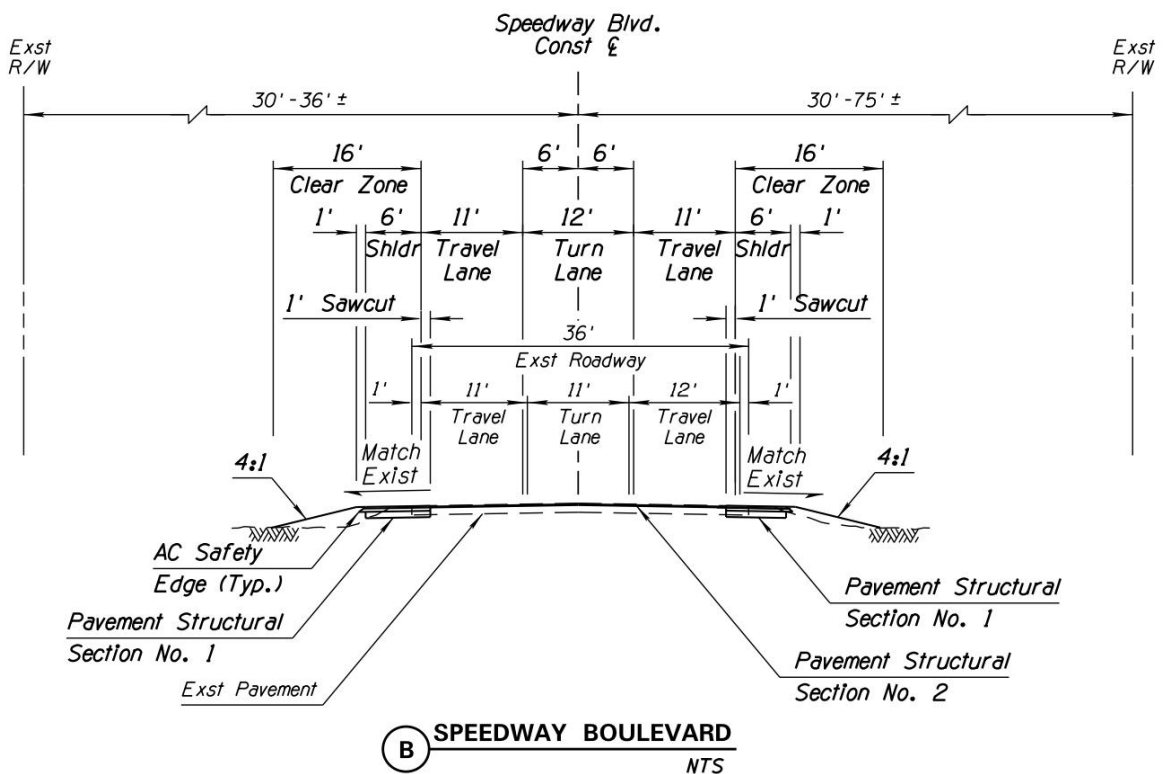 Speedway Blvd.
Const ℄
Exst
R/W
Exst
R/W
30'-36' ±
30'-75' ±
16'
6'
6'
16'
Clear Zone
Clear Zone
1'
6'
11'
12'
11'
6'
1'
Shldr
Travel
Lane
Turn
Lane
Travel
Lane
Shldr
1' Sawcut
1' Sawcut
36'
Exst Roadway
1'
11'
11'
12'
1'
Travel
Lane
Turn
Lane
Travel
Lane
Match
Exist
Match
Exist
4:1
4:1
AC Safety
Edge (Typ.)
Pavement Structural
Section No. 1
Pavement Structural
Section No. 1
Exst Pavement
Pavement Structural
Section No. 2
B SPEEDWAY BOULEVARD
NTS